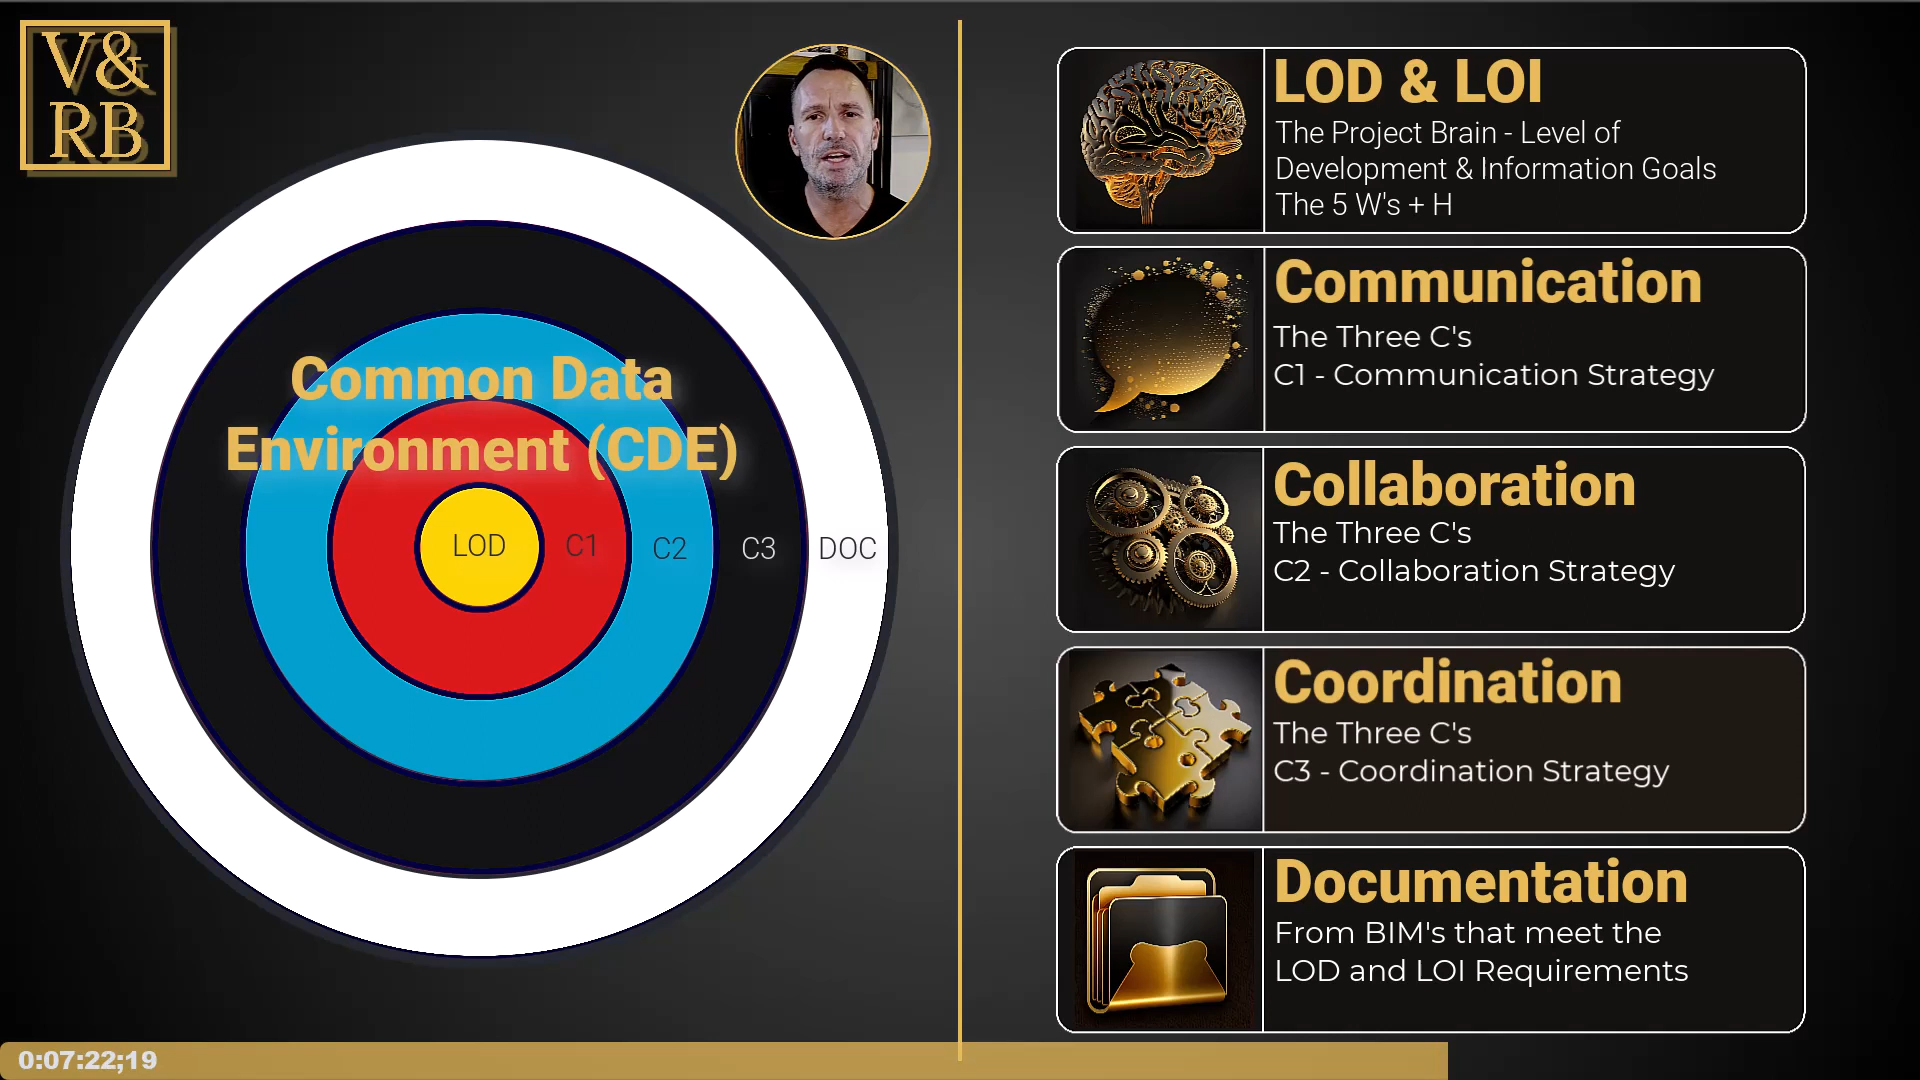 V&
RB
Common Data
Environment (CDE)
LOD
C1
C2
C3
DOC
LOD & LOI
The Project Brain - Level of
Development & Information Goals
The 5 W's + H
Communication
The Three C's
C1 - Communication Strategy
Collaboration
The Three C's
C2 - Collaboration Strategy
Coordination
The Three C's
C3 - Coordination Strategy
Documentation
From BIM's that meet the
LOD and LOI Requirements
0:07:22;19